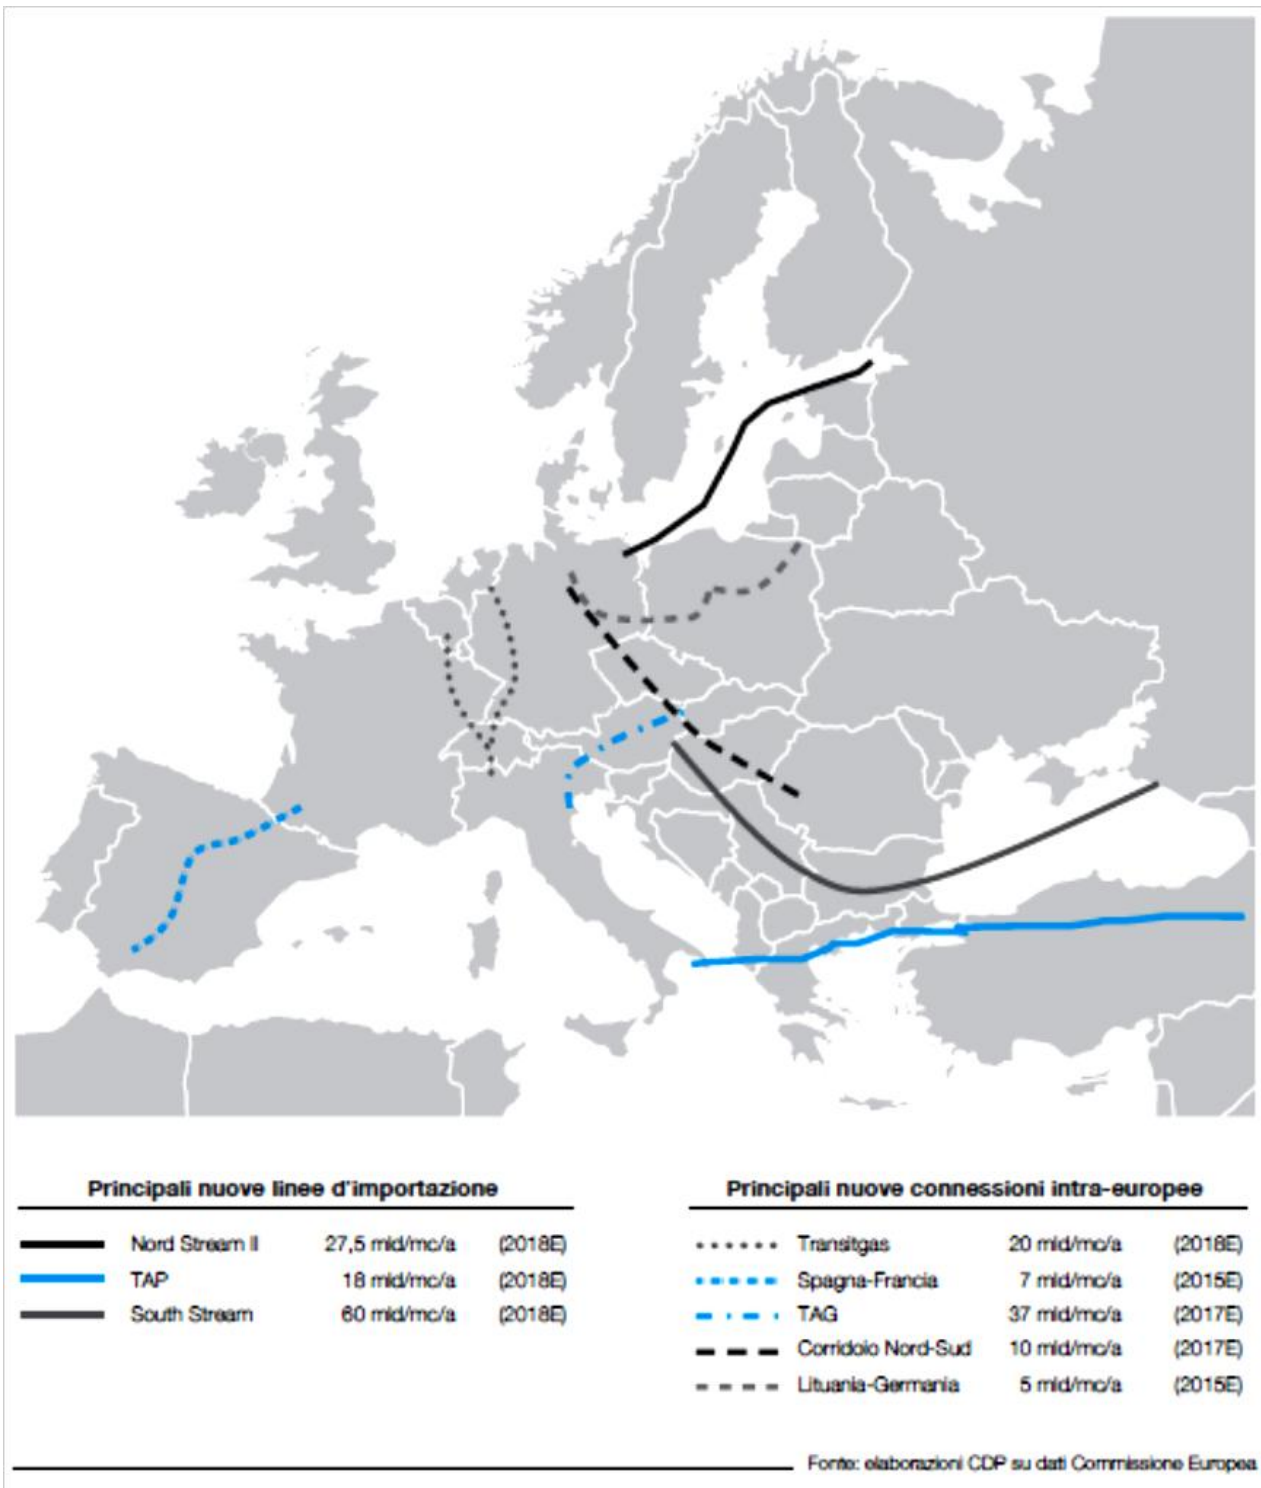 Principali nuove linee d'importazione
Nord Stream II 27,5 mld/mc/a (2018E)
TAP 18 mld/mc/a (2018E)
South Stream 60 mld/mc/a (2018E)
Principali nuove connessioni intra-europee
Transitgas 20 mld/mc/a (2018E)
Spagna-Francia 7 mld/mc/a (2015E)
TAG 37 mld/mc/a (2017E)
Corridoio Nord-Sud 10 mld/mc/a (2017E)
Lituania-Germania 5 mld/mc/a (2015E)
Fonte: elaborazioni CDP su dati Commissione Europea